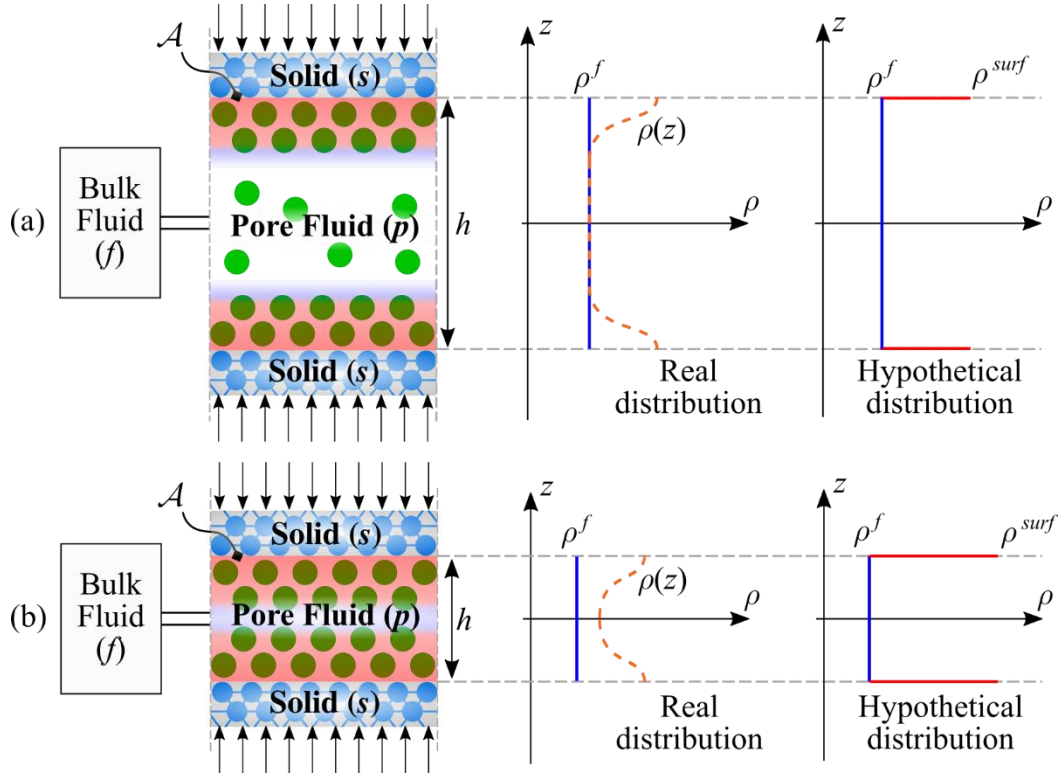 𝒜
Solid (s)
z
z
ρ^f
ρ^f
ρ^surf
ρ(z)
(a)
Bulk
Fluid
(f)
Pore Fluid (p)
h
ρ
ρ
Solid (s)
Real
distribution
Hypothetical
distribution
𝒜
Solid (s)
z
z
ρ^f
ρ^f
ρ^surf
ρ(z)
(b)
Bulk
Fluid
(f)
Pore Fluid (p)
h
ρ
ρ
Solid (s)
Real
distribution
Hypothetical
distribution